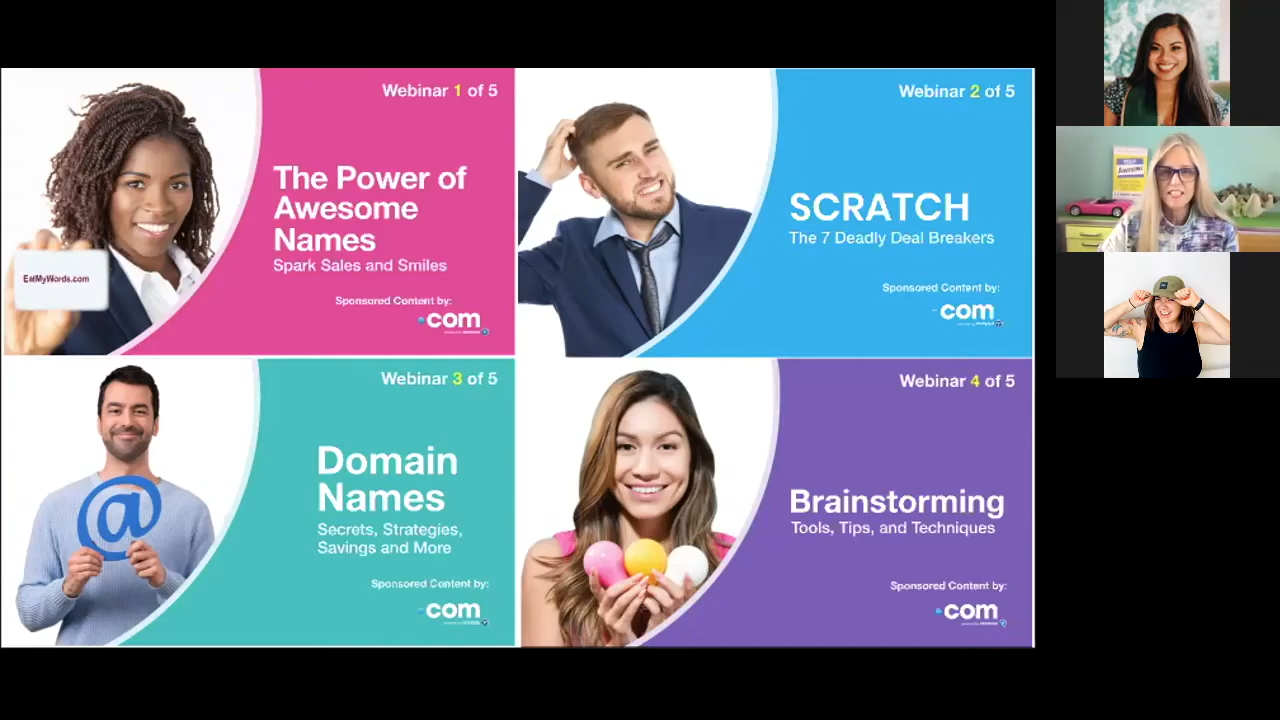 Webinar 1 of 5
The Power of
Awesome
Names
Spark Sales and Smiles
Sponsored Content by:
.com
EatMyWords.com
Webinar 2 of 5
SCRATCH
The 7 Deadly Deal Breakers
Sponsored Content by:
.com
Webinar 3 of 5
Domain
Names
Secrets, Strategies,
Savings and More
Sponsored Content by:
.com
Webinar 4 of 5
Brainstorming
Tools, Tips, and Techniques
Sponsored Content by:
.com